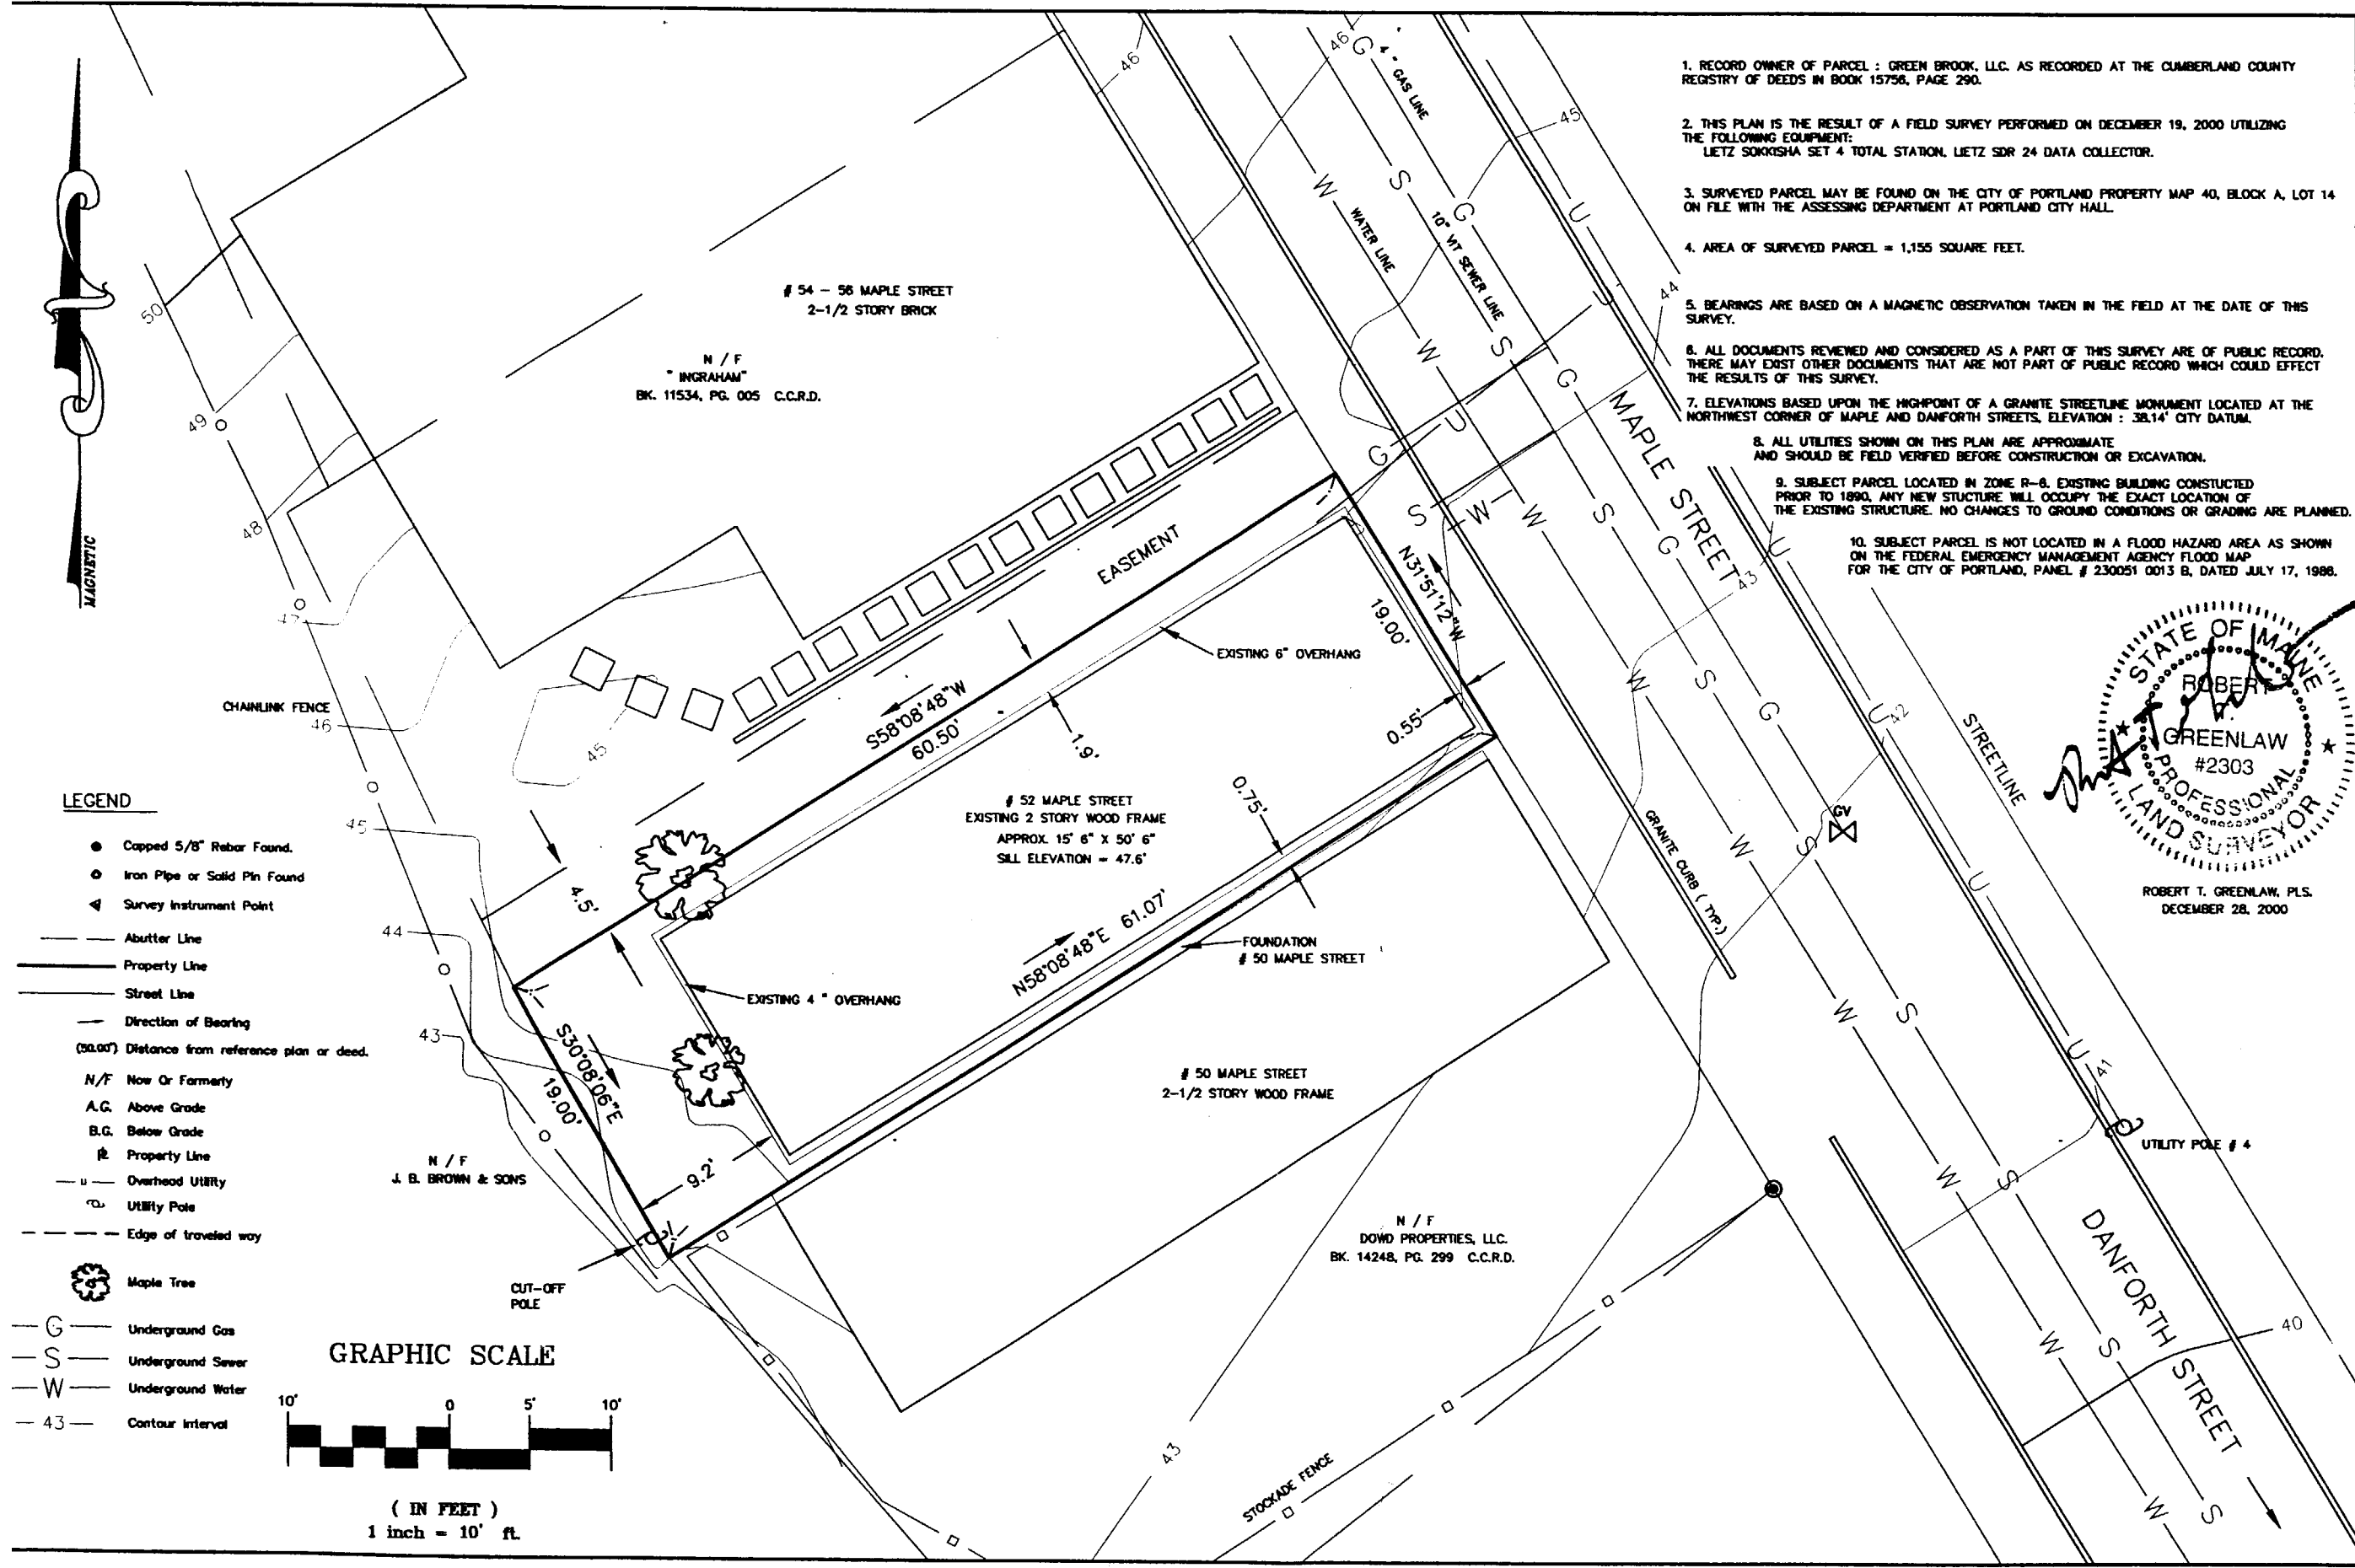 1. RECORD OWNER OF PARCEL : GREEN BROOK, LLC. AS RECORDED AT THE CUMBERLAND COUNTY
REGISTRY OF DEEDS IN BOOK 15756, PAGE 290.
2. THIS PLAN IS THE RESULT OF A FIELD SURVEY PERFORMED ON DECEMBER 19, 2000 UTILIZING
THE FOLLOWING EQUIPMENT:
LIETZ SOKKISHA SET 4 TOTAL STATION, LIETZ SDR 24 DATA COLLECTOR.
3. SURVEYED PARCEL MAY BE FOUND ON THE CITY OF PORTLAND PROPERTY MAP 40, BLOCK A, LOT 14
ON FILE WITH THE ASSESSING DEPARTMENT AT PORTLAND CITY HALL.
4. AREA OF SURVEYED PARCEL = 1,155 SQUARE FEET.
5. BEARINGS ARE BASED ON A MAGNETIC OBSERVATION TAKEN IN THE FIELD AT THE DATE OF THIS
SURVEY.
6. ALL DOCUMENTS REVIEWED AND CONSIDERED AS A PART OF THIS SURVEY ARE OF PUBLIC RECORD.
THERE MAY EXIST OTHER DOCUMENTS THAT ARE NOT PART OF PUBLIC RECORD WHICH COULD EFFECT
THE RESULTS OF THIS SURVEY.
7. ELEVATIONS BASED UPON THE HIGHPOINT OF A GRANITE STREETLINE MONUMENT LOCATED AT THE
NORTHWEST CORNER OF MAPLE AND DANFORTH STREETS, ELEVATION : 38.14' CITY DATUM.
8. ALL UTILITIES SHOWN ON THIS PLAN ARE APPROXIMATE
AND SHOULD BE FIELD VERIFIED BEFORE CONSTRUCTION OR EXCAVATION.
9. SUBJECT PARCEL LOCATED IN ZONE R-6. EXISTING BUILDING CONSTUCTED
PRIOR TO 1890, ANY NEW STUCTURE WILL OCCUPY THE EXACT LOCATION OF
THE EXISTING STRUCTURE. NO CHANGES TO GROUND CONDITIONS OR GRADING ARE PLANNED.
10. SUBJECT PARCEL IS NOT LOCATED IN A FLOOD HAZARD AREA AS SHOWN
ON THE FEDERAL EMERGENCY MANAGEMENT AGENCY FLOOD MAP
FOR THE CITY OF PORTLAND, PANEL # 230051 0013 B, DATED JULY 17, 1986.
STATE OF MAINE
ROBERT
T.
GREENLAW
#2303
PROFESSIONAL
LAND SURVEYOR
ROBERT T. GREENLAW, PLS.
DECEMBER 28, 2000
MAGNETIC
# 54 - 56 MAPLE STREET
2-1/2 STORY BRICK
N / F
" INGRAHAM"
BK. 11534, PG. 005 C.C.R.D.
4 " GAS LINE
WATER LINE
10" VIT SEWER LINE
MAPLE STREET
EASEMENT
N31°51'12"W
19.00'
EXISTING 6" OVERHANG
S58°08'48"W
60.50'
1.9'
0.55'
0.75'
# 52 MAPLE STREET
EXISTING 2 STORY WOOD FRAME
APPROX. 15' 6" X 50' 6"
SILL ELEVATION = 47.6'
4.5'
N58°08'48"E 61.07'
FOUNDATION
# 50 MAPLE STREET
EXISTING 4 " OVERHANG
S30°08'06"E
19.00'
9.2'
# 50 MAPLE STREET
2-1/2 STORY WOOD FRAME
N / F
J. B. BROWN & SONS
CUT-OFF
POLE
N / F
DOWD PROPERTIES, LLC.
BK. 14248, PG. 299 C.C.R.D.
STOCKADE FENCE
CHAINLINK FENCE
GRANITE CURB ( TYP.)
STREETLINE
GV
UTILITY POLE # 4
DANFORTH STREET
50
49
48
47
46
45
44
43
45
46
46
45
44
43
42
41
40
43
G
G
G
G
G
G
G
S
S
S
S
S
S
S
S
S
S
S
W
W
W
W
W
W
W
W
W
W
W
U
U
U
U
U
U
U
LEGEND
Capped 5/8" Rebar Found.
Iron Pipe or Solid Pin Found
Survey Instrument Point
Abutter Line
Property Line
Street Line
Direction of Bearing
(50.00') Distance from reference plan or deed.
N/F Now Or Formerly
A.G. Above Grade
B.G. Below Grade
Property Line
u Overhead Utility
Utility Pole
Edge of traveled way
Maple Tree
G Underground Gas
S Underground Sewer
W Underground Water
43 Contour Interval
GRAPHIC SCALE
10' 0 5' 10'
( IN FEET )
1 inch = 10' ft.